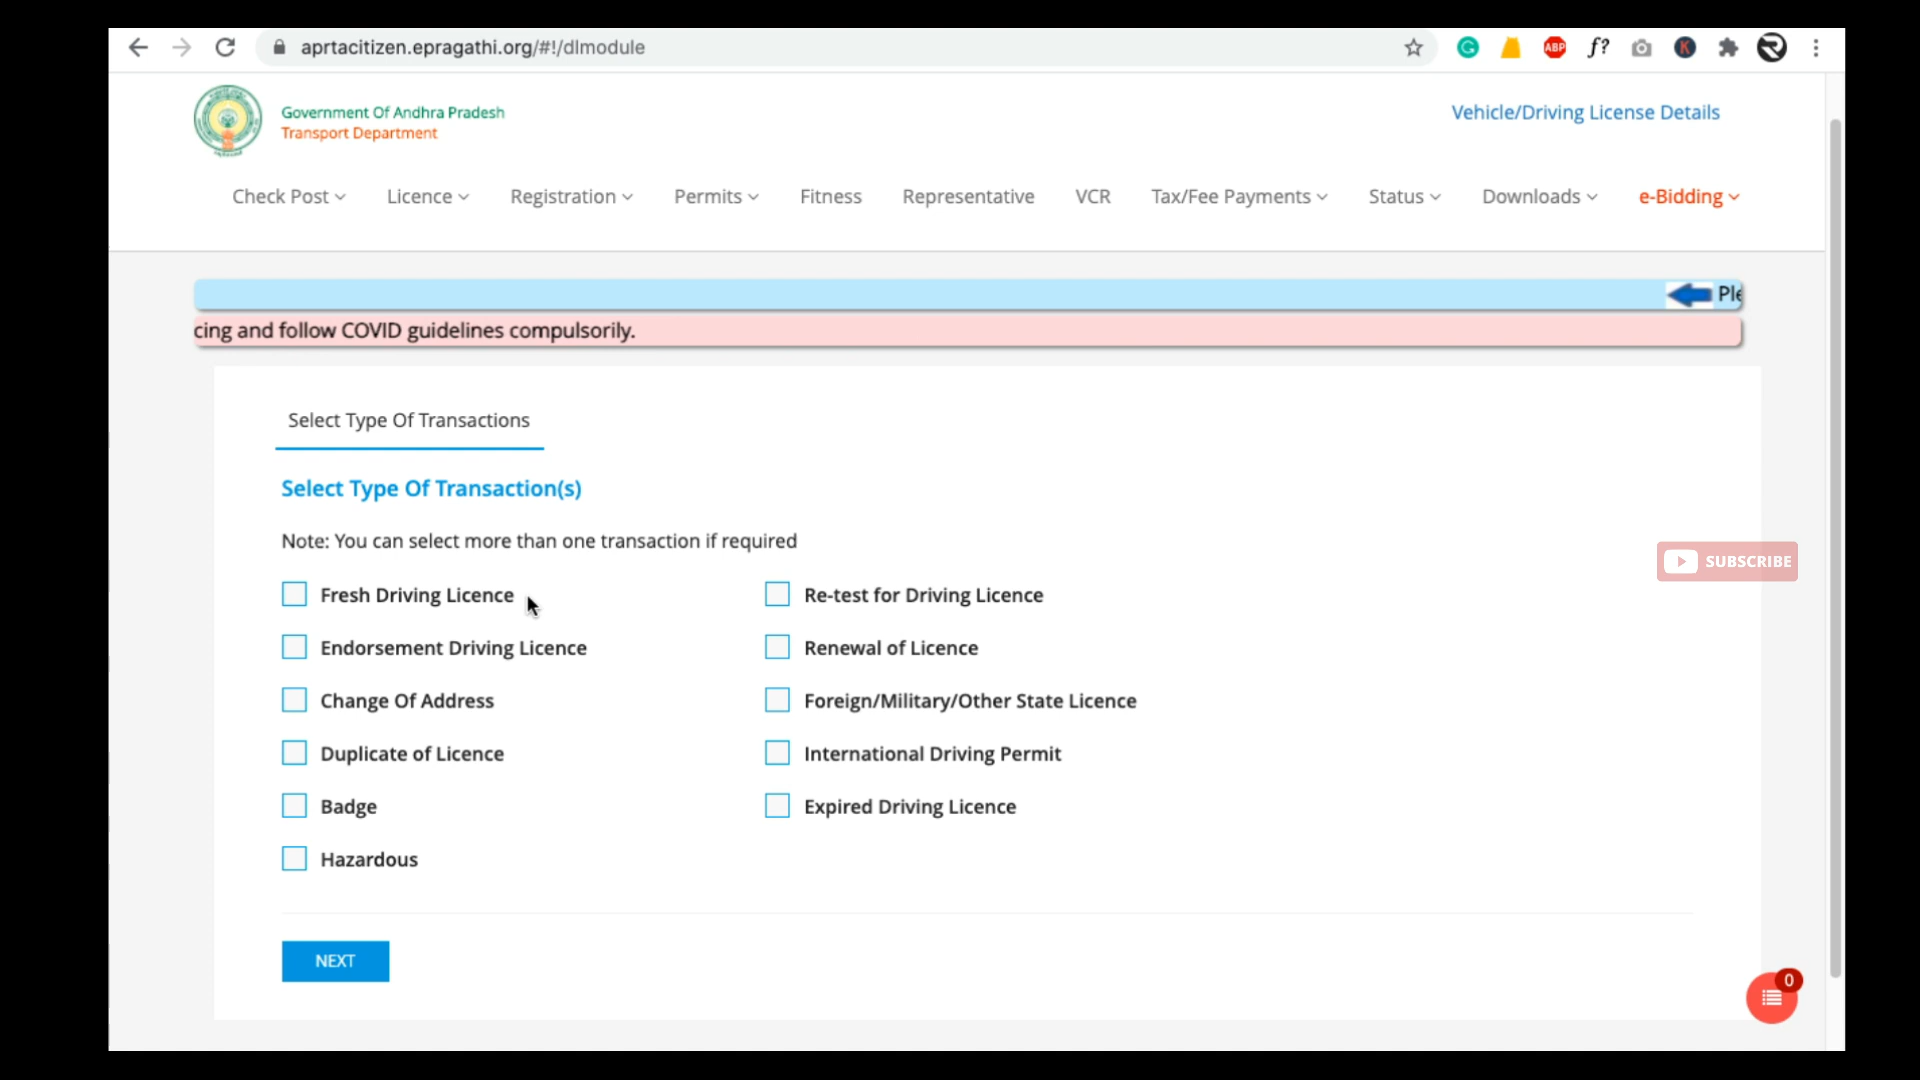 aprtacitizen.epragathi.org/#!/dlmodule
ABP
f?
K
Government Of Andhra Pradesh
Transport Department
Vehicle/Driving License Details
Check Post
Licence
Registration
Permits
Fitness
Representative
VCR
Tax/Fee Payments
Status
Downloads
e-Bidding
Ple
cing and follow COVID guidelines compulsorily.
Select Type Of Transactions
Select Type Of Transaction(s)
Note: You can select more than one transaction if required
SUBSCRIBE
Fresh Driving Licence
Re-test for Driving Licence
Endorsement Driving Licence
Renewal of Licence
Change Of Address
Foreign/Military/Other State Licence
Duplicate of Licence
International Driving Permit
Badge
Expired Driving Licence
Hazardous
NEXT
0